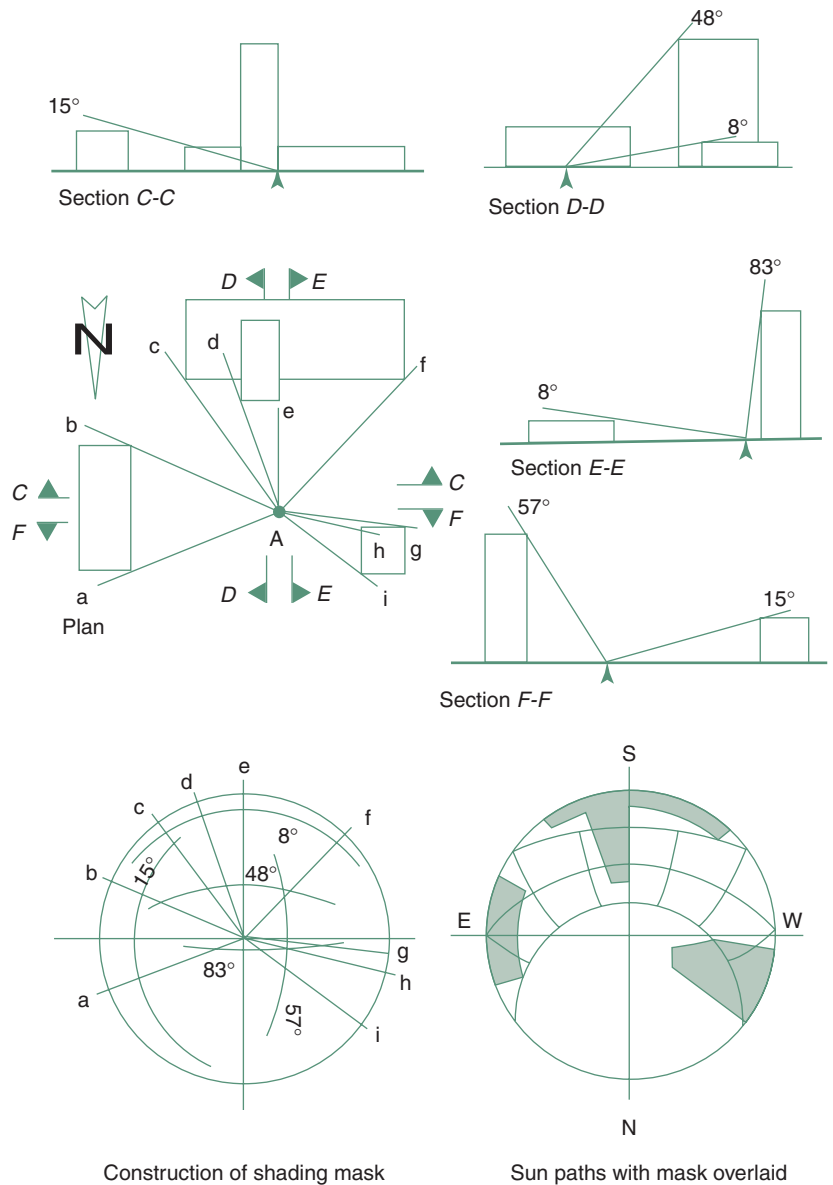 15°
Section C-C
48°
8°
Section D-D
N
D E
c
d
e
f
b
C
F
a
A
h
g
i
C
F
D E
Plan
83°
8°
Section E-E
57°
15°
Section F-F
e
d
c
f
b
15°
8°
48°
83°
57°
a
g
h
i
Construction of shading mask
S
E
W
N
Sun paths with mask overlaid